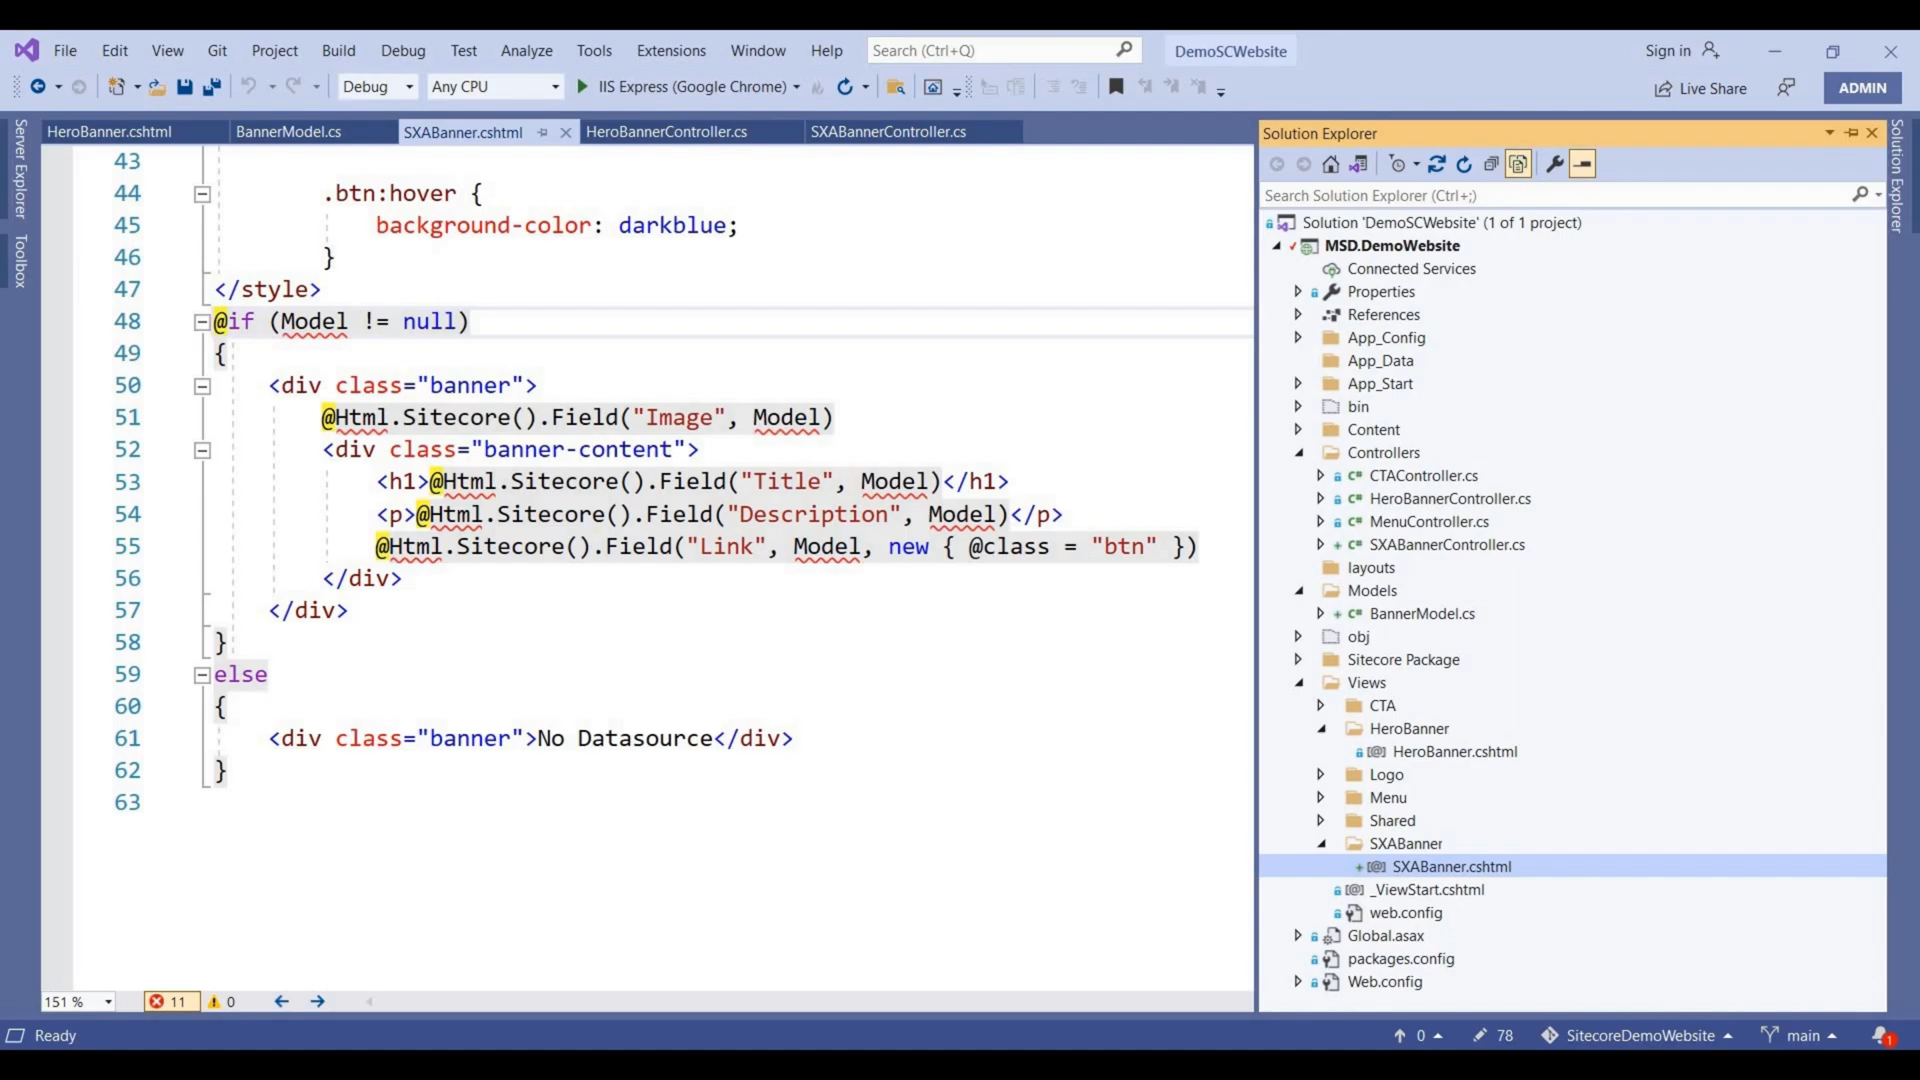 File Edit View Git Project Build Debug Test Analyze Tools Extensions Window Help Search (Ctrl+Q) DemoSCWebsite Sign in
Debug Any CPU IIS Express (Google Chrome) Live Share ADMIN
HeroBanner.cshtml BannerModel.cs SXABanner.cshtml HeroBannerController.cs SXABannerController.cs
Server Explorer
Toolbox
43
44 .btn:hover {
45 background-color: darkblue;
46 }
47 </style>
48 @if (Model != null)
49 {
50 <div class="banner">
51 @Html.Sitecore().Field("Image", Model)
52 <div class="banner-content">
53 <h1>@Html.Sitecore().Field("Title", Model)</h1>
54 <p>@Html.Sitecore().Field("Description", Model)</p>
55 @Html.Sitecore().Field("Link", Model, new { @class = "btn" })
56 </div>
57 </div>
58 }
59 else
60 {
61 <div class="banner">No Datasource</div>
62 }
63
151 % 11 0
Solution Explorer
Search Solution Explorer (Ctrl+;)
Solution 'DemoSCWebsite' (1 of 1 project)
MSD.DemoWebsite
Connected Services
Properties
References
App_Config
App_Data
App_Start
bin
Content
Controllers
C# CTAController.cs
C# HeroBannerController.cs
C# MenuController.cs
C# SXABannerController.cs
layouts
Models
C# BannerModel.cs
obj
Sitecore Package
Views
CTA
HeroBanner
[@] HeroBanner.cshtml
Logo
Menu
Shared
SXABanner
+ [@] SXABanner.cshtml
[@] _ViewStart.cshtml
web.config
Global.asax
packages.config
Web.config
Solution Explorer
Ready 0 78 SitecoreDemoWebsite main 1